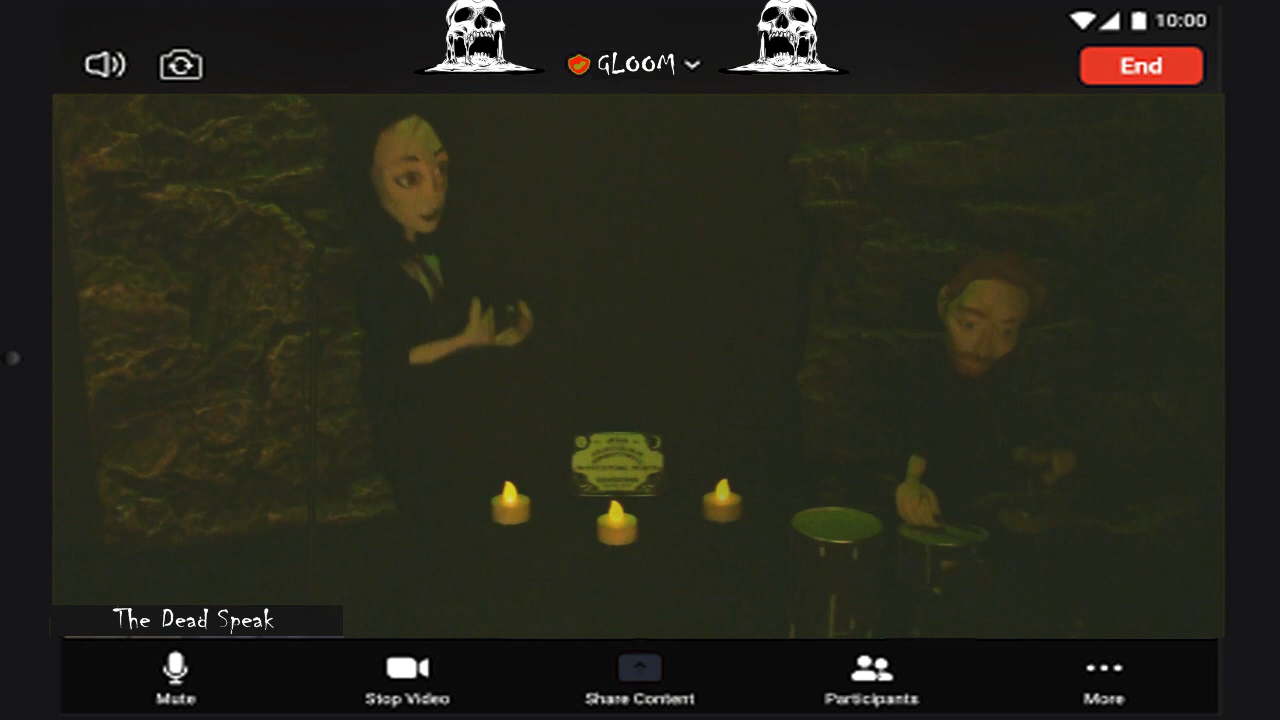 10:00
GLOOM
End
The Dead Speak
Mute
Stop Video
Share Content
Participants
More